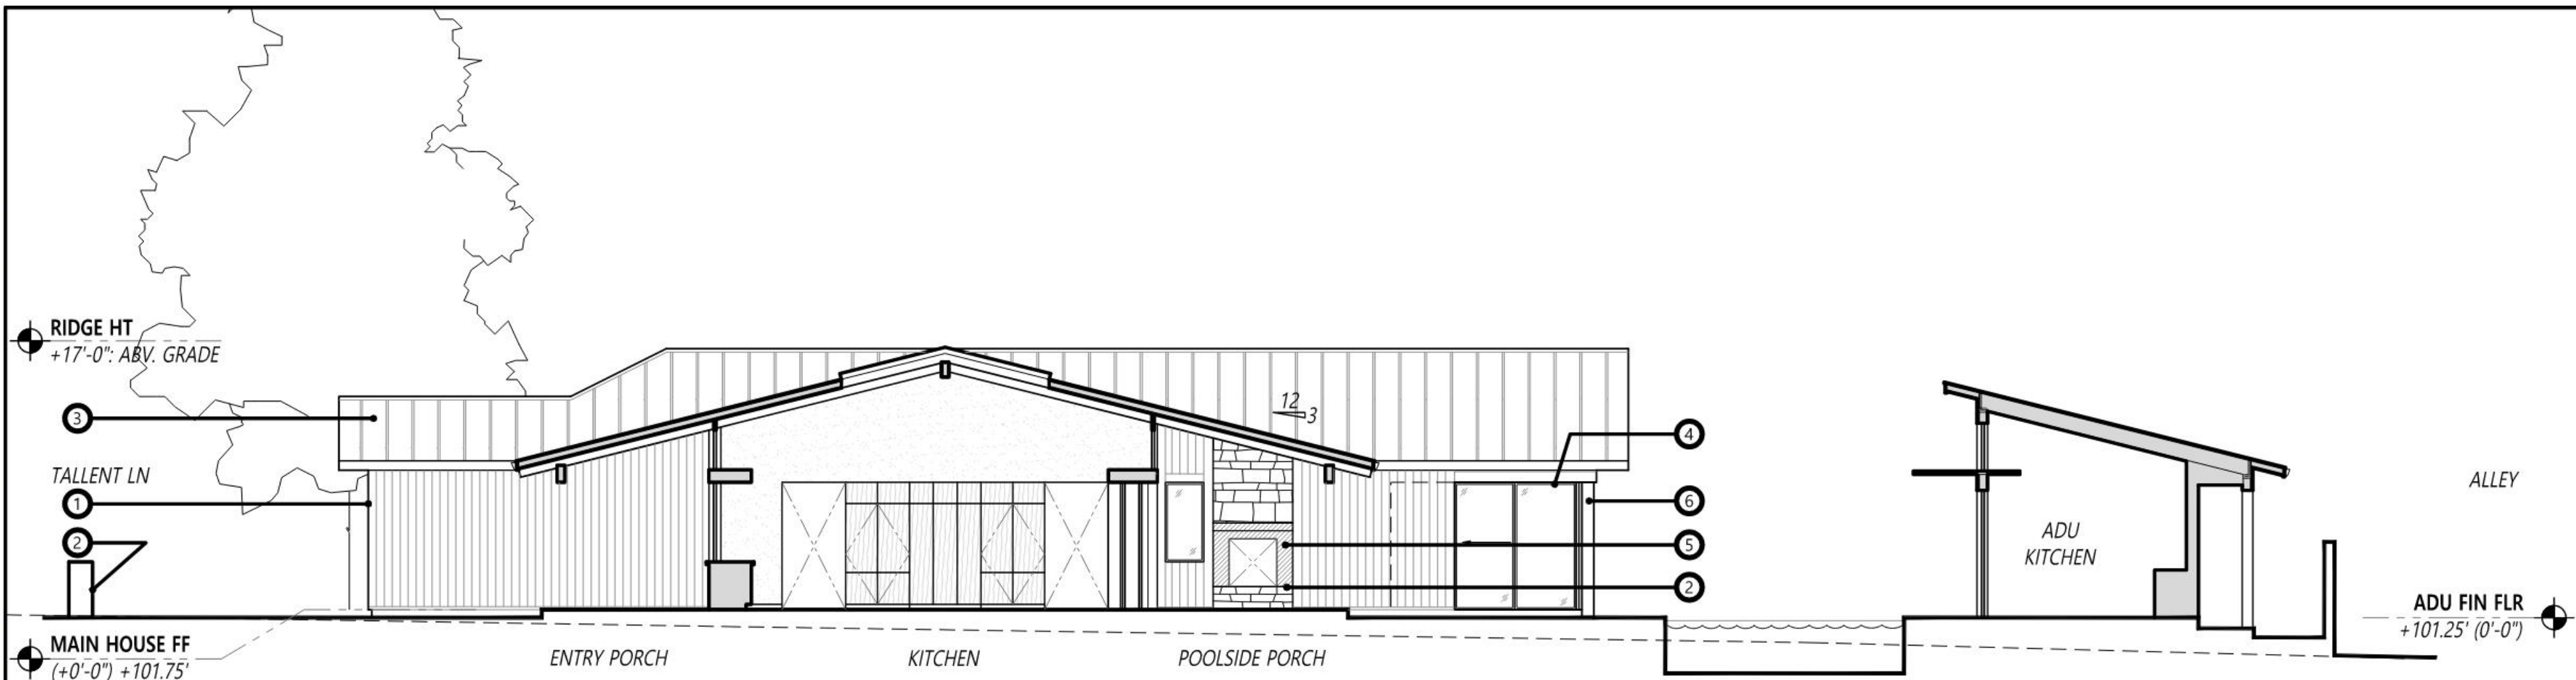 RIDGE HT
+17'-0": ABV. GRADE
3
12
3
4
TALLENT LN
1
6
ALLEY
2
5
ADU
KITCHEN
2
MAIN HOUSE FF
(+0'-0") +101.75'
ENTRY PORCH
KITCHEN
POOLSIDE PORCH
ADU FIN FLR
+101.25' (0'-0")